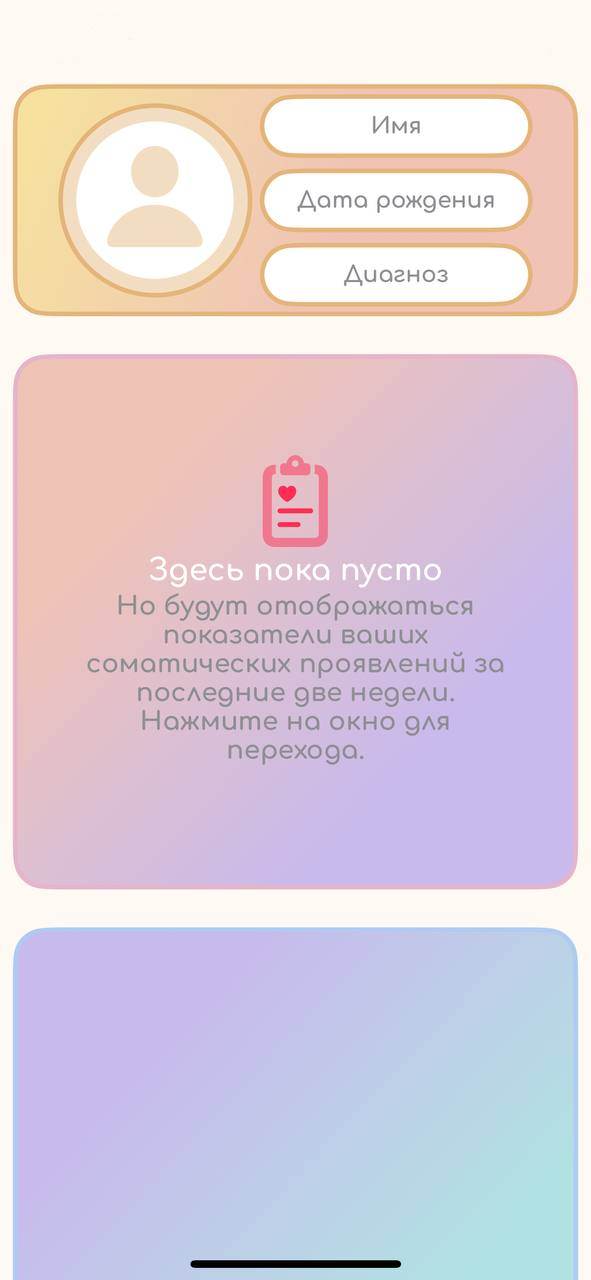 Имя
Дата рождения
Диагноз
Здесь пока пусто
Но будут отображаться
показатели ваших
соматических проявлений за
последние две недели.
Нажмите на окно для
перехода.